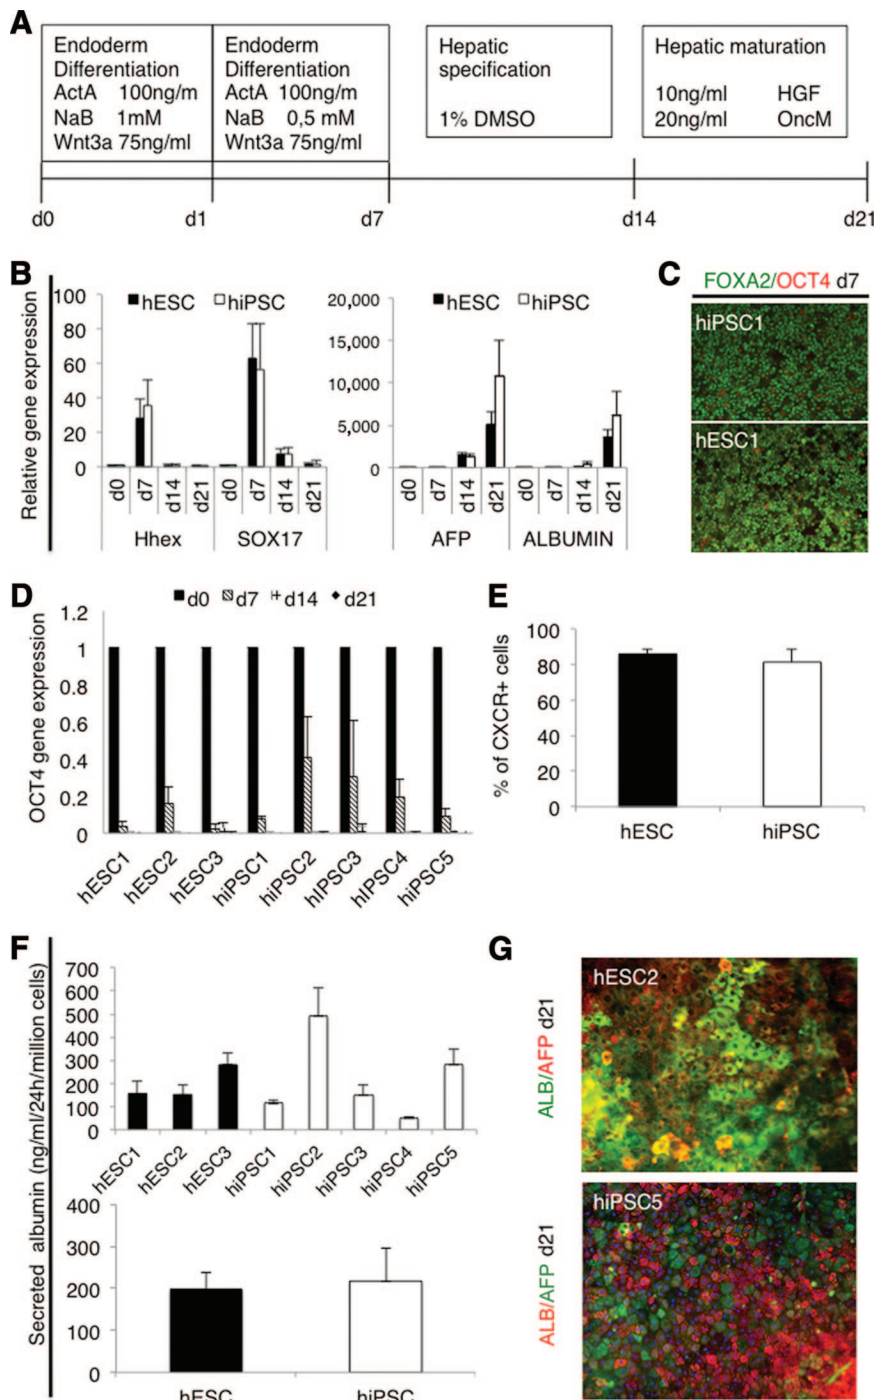 A
Endoderm
Differentiation
ActA 100ng/m
NaB 1mM
Wnt3a 75ng/ml
Endoderm
Differentiation
ActA 100ng/m
NaB 0,5 mM
Wnt3a 75ng/ml
Hepatic
specification
1% DMSO
Hepatic maturation
10ng/ml HGF
20ng/ml OncM
d0 d1 d7 d14 d21
B
Relative gene expression
hESC hiPSC
100
80
60
40
20
0
d0 d7 d14 d21 d0 d7 d14 d21
Hhex SOX17
hESC hiPSC
20,000
15,000
10,000
5,000
0
d0 d7 d14 d21 d0 d7 d14 d21
AFP ALBUMIN
C
FOXA2/OCT4 d7
hiPSC1
hESC1
D
d0 d7 d14 d21
OCT4 gene expression
1.2
1
0.8
0.6
0.4
0.2
0
hESC1 hESC2 hESC3 hiPSC1 hiPSC2 hiPSC3 hiPSC4 hiPSC5
E
% of CXCR+ cells
100
80
60
40
20
0
hESC hiPSC
F
Secreted albumin (ng/ml/24h/million cells)
700
600
500
400
300
200
100
0
hESC1 hESC2 hESC3 hiPSC1 hiPSC2 hiPSC3 hiPSC4 hiPSC5
400
300
200
100
0
hESC hiPSC
G
ALB/AFP d21
hESC2
ALB/AFP d21
hiPSC5